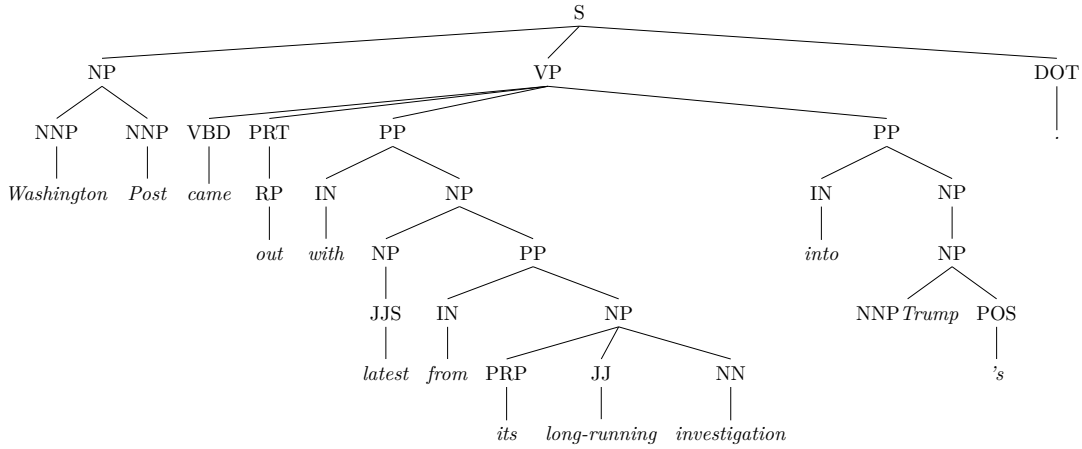 S
NP VP DOT
NNP NNP VBD PRT PP PP .
Washington Post came RP IN NP IN NP
out with NP PP into NP
JJS IN NP NNP Trump POS
latest from PRP JJ NN 's
its long-running investigation